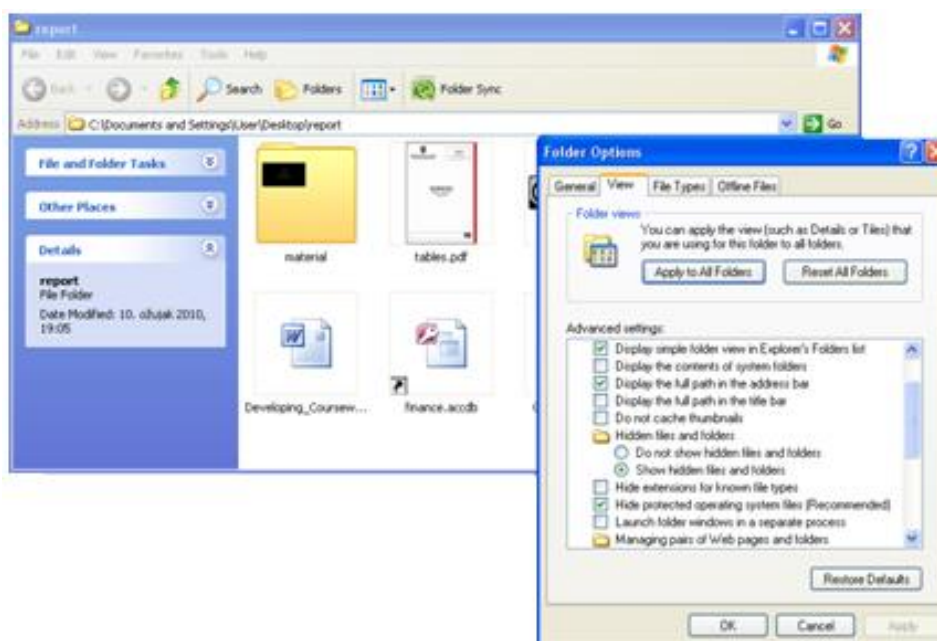 report
File Edit View Favorites Tools Help
Back Search Folders Folder Sync
Address C:\Documents and Settings\User\Desktop\report Go
File and Folder Tasks
Other Places
Details
report
File Folder
Date Modified: 10. ožujak 2010,
19:05
material
tables.pdf
Developing_Coursew...
finance.accdb
Folder Options
General View File Types Offline Files
Folder views
You can apply the view (such as Details or Tiles) that
you are using for this folder to all folders.
Apply to All Folders Reset All Folders
Advanced settings:
Display simple folder view in Explorer's Folders list
Display the contents of system folders
Display the full path in the address bar
Display the full path in the title bar
Do not cache thumbnails
Hidden files and folders
Do not show hidden files and folders
Show hidden files and folders
Hide extensions for known file types
Hide protected operating system files (Recommended)
Launch folder windows in a separate process
Managing pairs of Web pages and folders
Restore Defaults
OK Cancel Apply